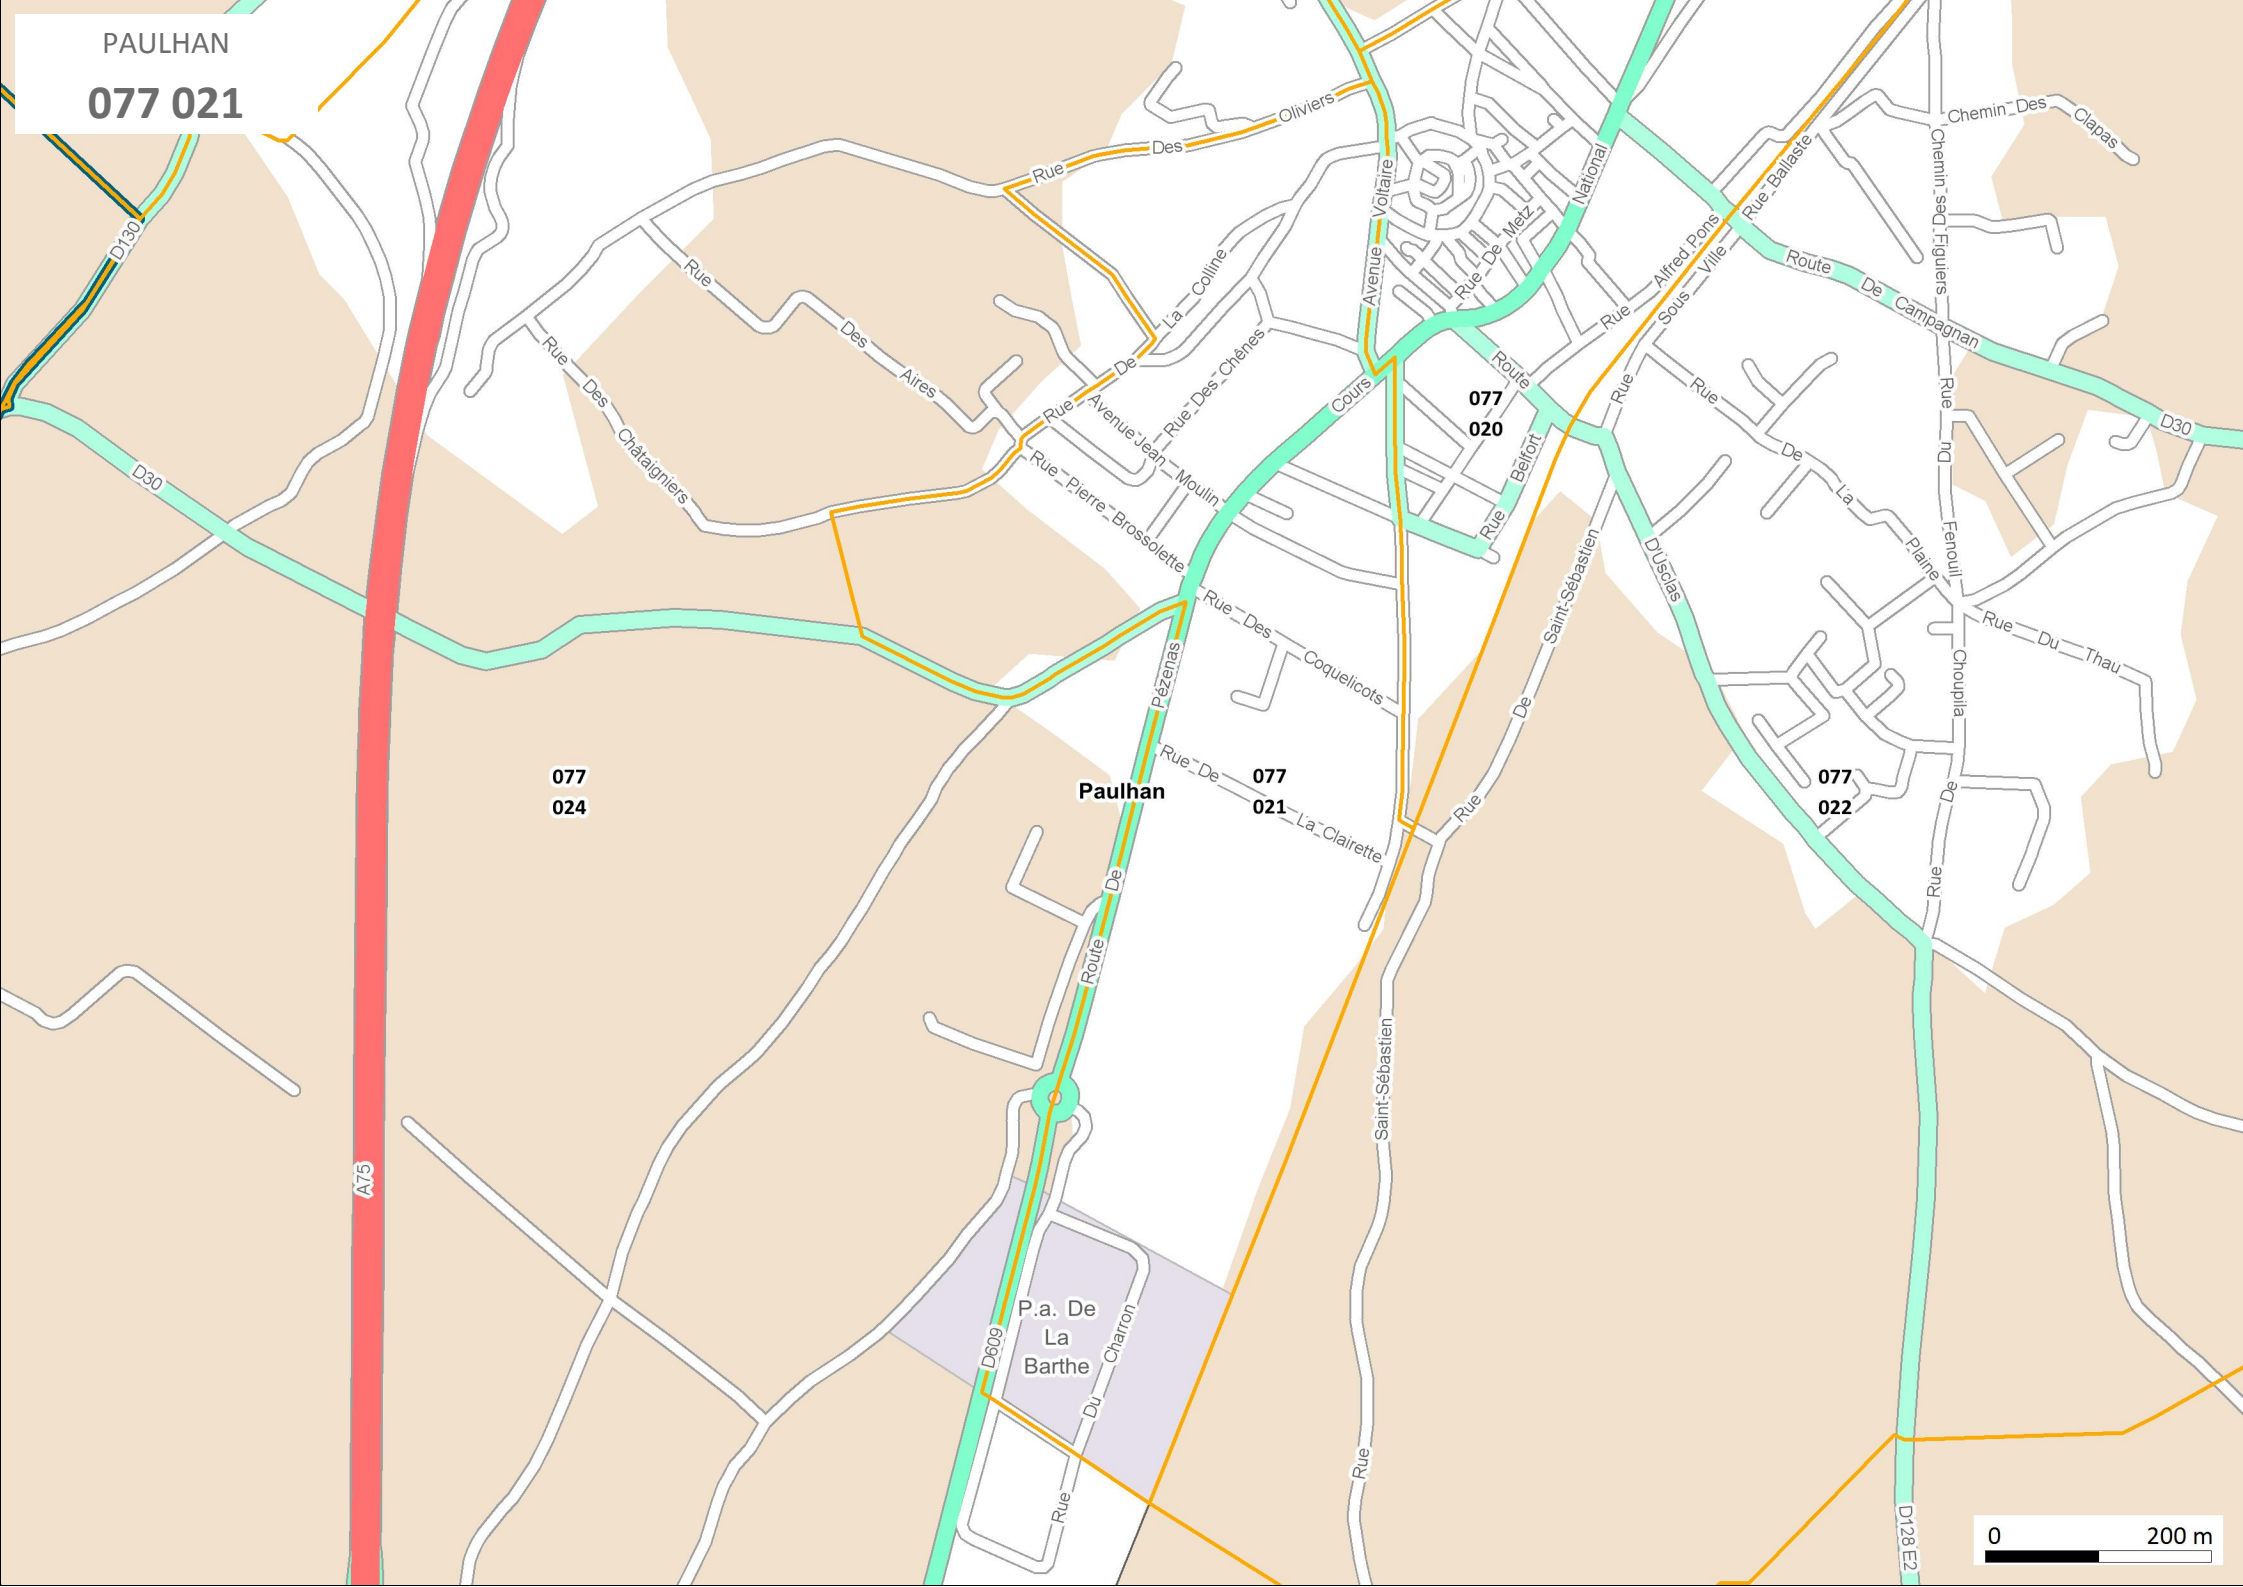 PAULHAN
077 021
D130
D30
A75
Rue Des Oliviers
Avenue Voltaire
National
Rue De Metz
Chemin Des Clapas
Chemin Des Figuiers
Rue Ballaste
Rue Alfred Pons
Rue Sous Ville
Route De Campagnan
D30
Rue Des Aires
Rue Des Châtaigniers
Rue De La Colline
Rue Des Chênes
Avenue Jean Moulin
Rue Pierre Brossolette
Cours
077
020
Route D'Usclas
Rue Belfort
Rue De La Plaine
Rue Du Fenouil
Rue Du Thau
Rue De Choupila
Rue De Saint-Sébastien
Rue Des Coquelicots
Rue De La Clairette
Route De Pézenas
Paulhan
077
024
077
021
077
022
Rue Saint-Sébastien
P.a. De
La
Barthe
D609
Rue Du Charron
D128 E2
0 200 m